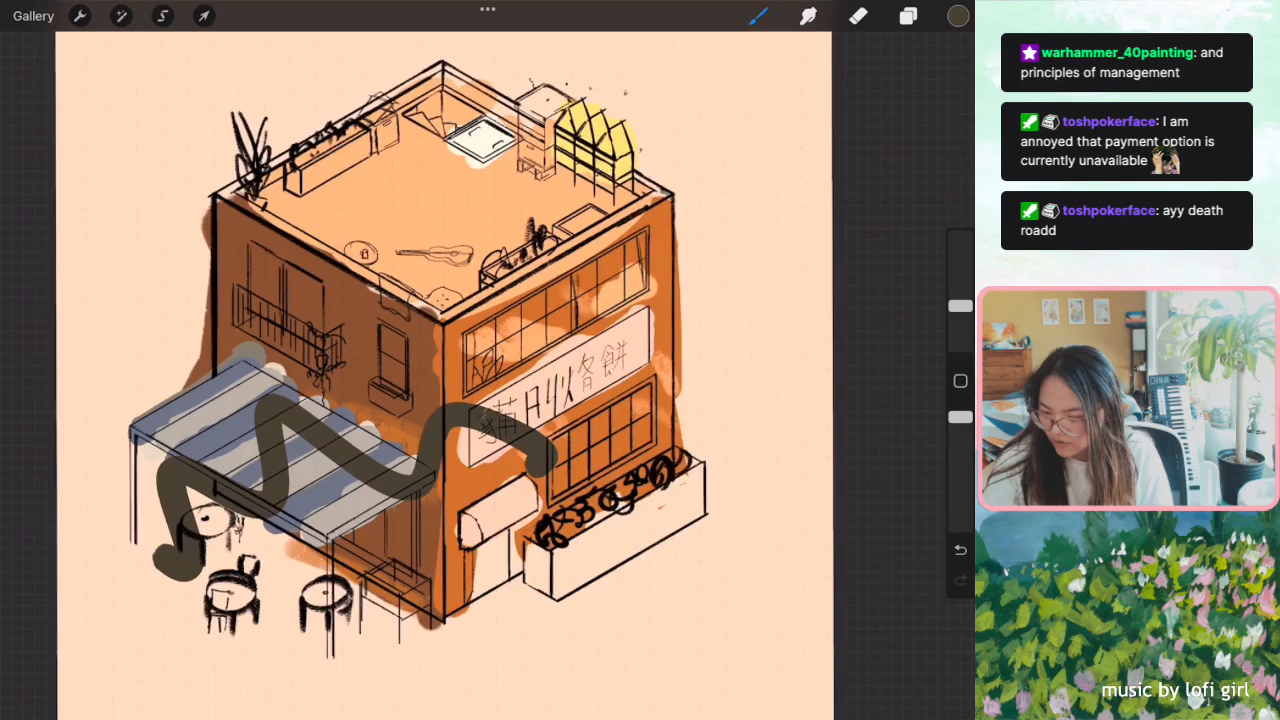 Gallery
warhammer_40painting: and
principles of management
toshpokerface: I am
annoyed that payment option is
currently unavailable
toshpokerface: ayy death
roadd
music by lofi girl